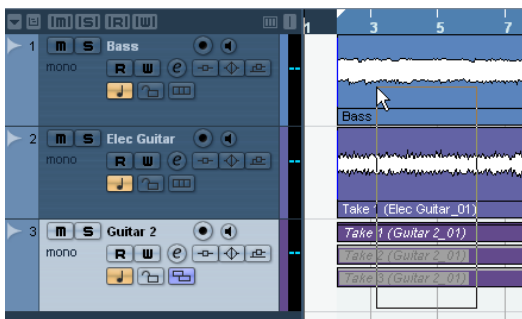 m S R W
1 3 5 7
1 m S Bass
mono R W e
Bass
2 m S Elec Guitar
mono R W e
Take 1 (Elec Guitar_01)
3 m S Guitar 2
mono R W e
Take 1 (Guitar 2_01)
Take 2 (Guitar 2_01)
Take 3 (Guitar 2_01)